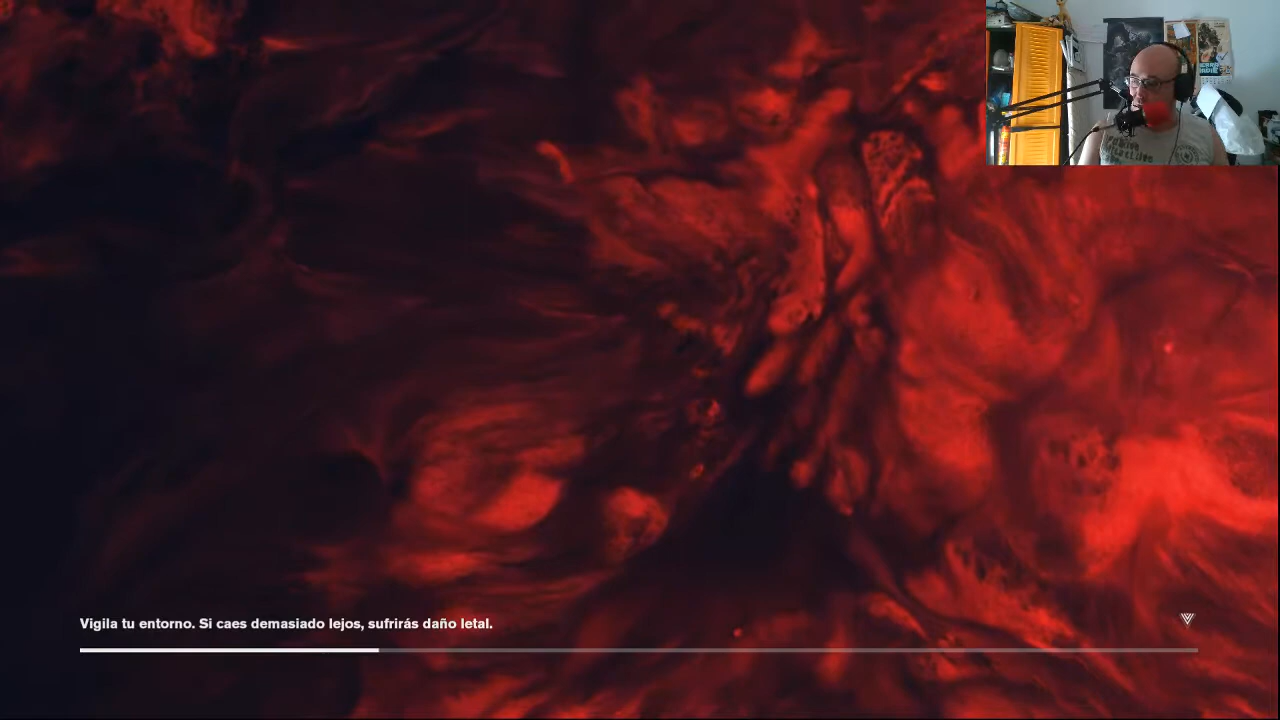 Vigila tu entorno. Si caes demasiado lejos, sufrirás daño letal.